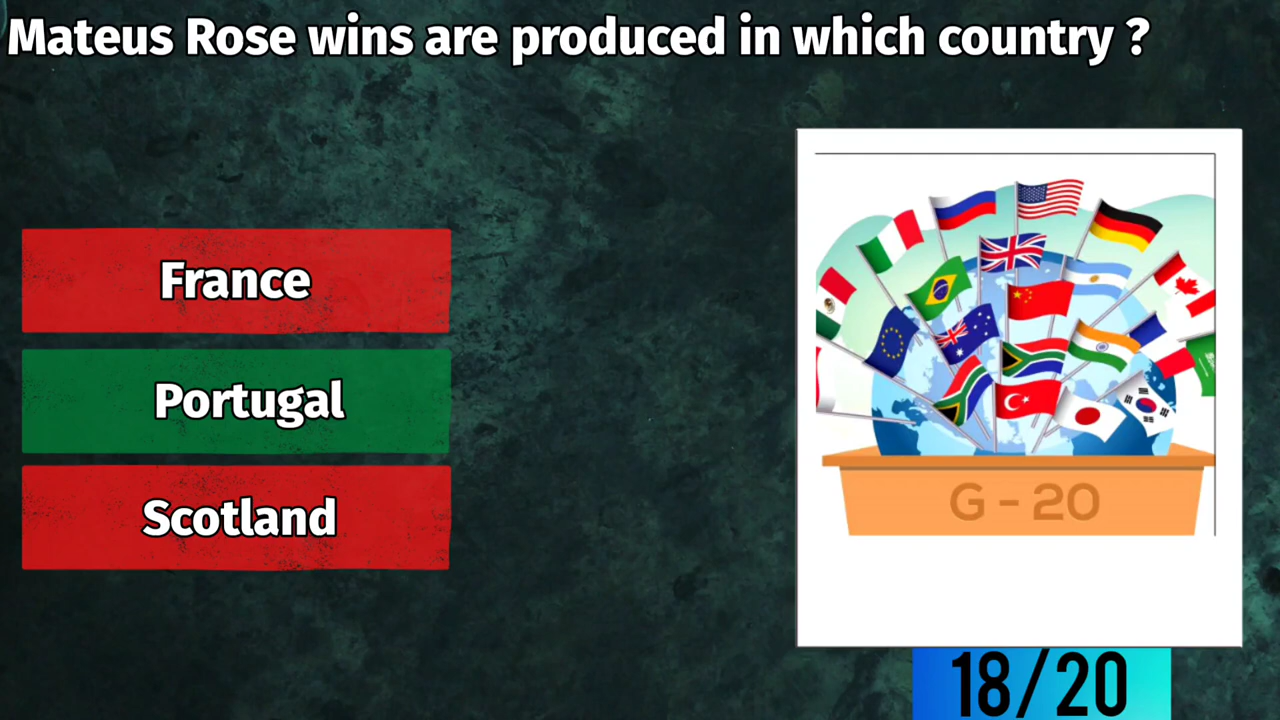 Mateus Rose wins are produced in which country ?
France
Portugal
Scotland
G - 20
18/20